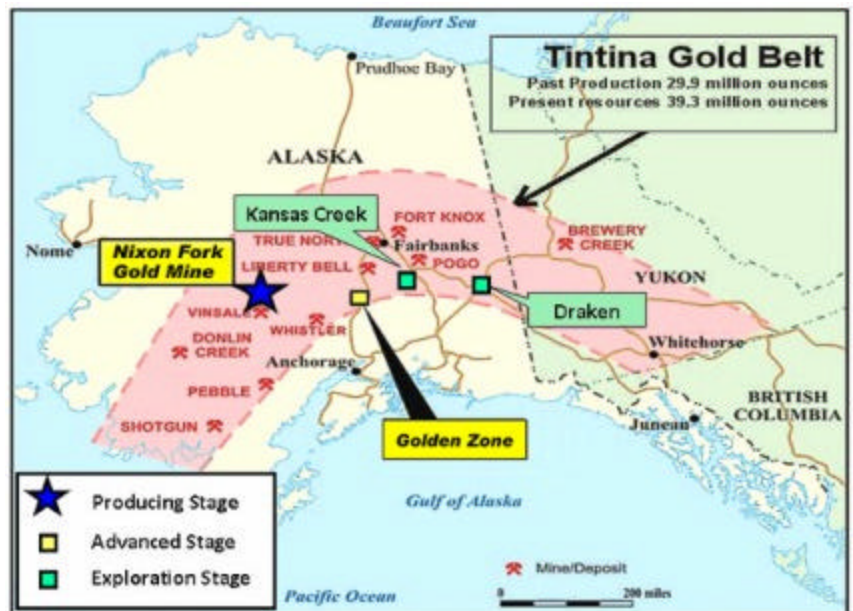 Beaufort Sea
Tintina Gold Belt
Past Production 29.9 million ounces
Present resources 39.3 million ounces
Prudhoe Bay
ALASKA
Kansas Creek
FORT KNOX
BREWERY
CREEK
Nome
Nixon Fork
Gold Mine
TRUE NORT
Fairbanks
LIBERTY BELL
POGO
YUKON
VINSALE
WHISTLER
Draken
DONLIN
CREEK
Anchorage
Whitehorse
PEBBLE
BRITISH
COLUMBIA
SHOTGUN
Golden Zone
Juneau
Producing Stage
Gulf of Alaska
Advanced Stage
Exploration Stage
Mine/Deposit
Pacific Ocean
200 miles